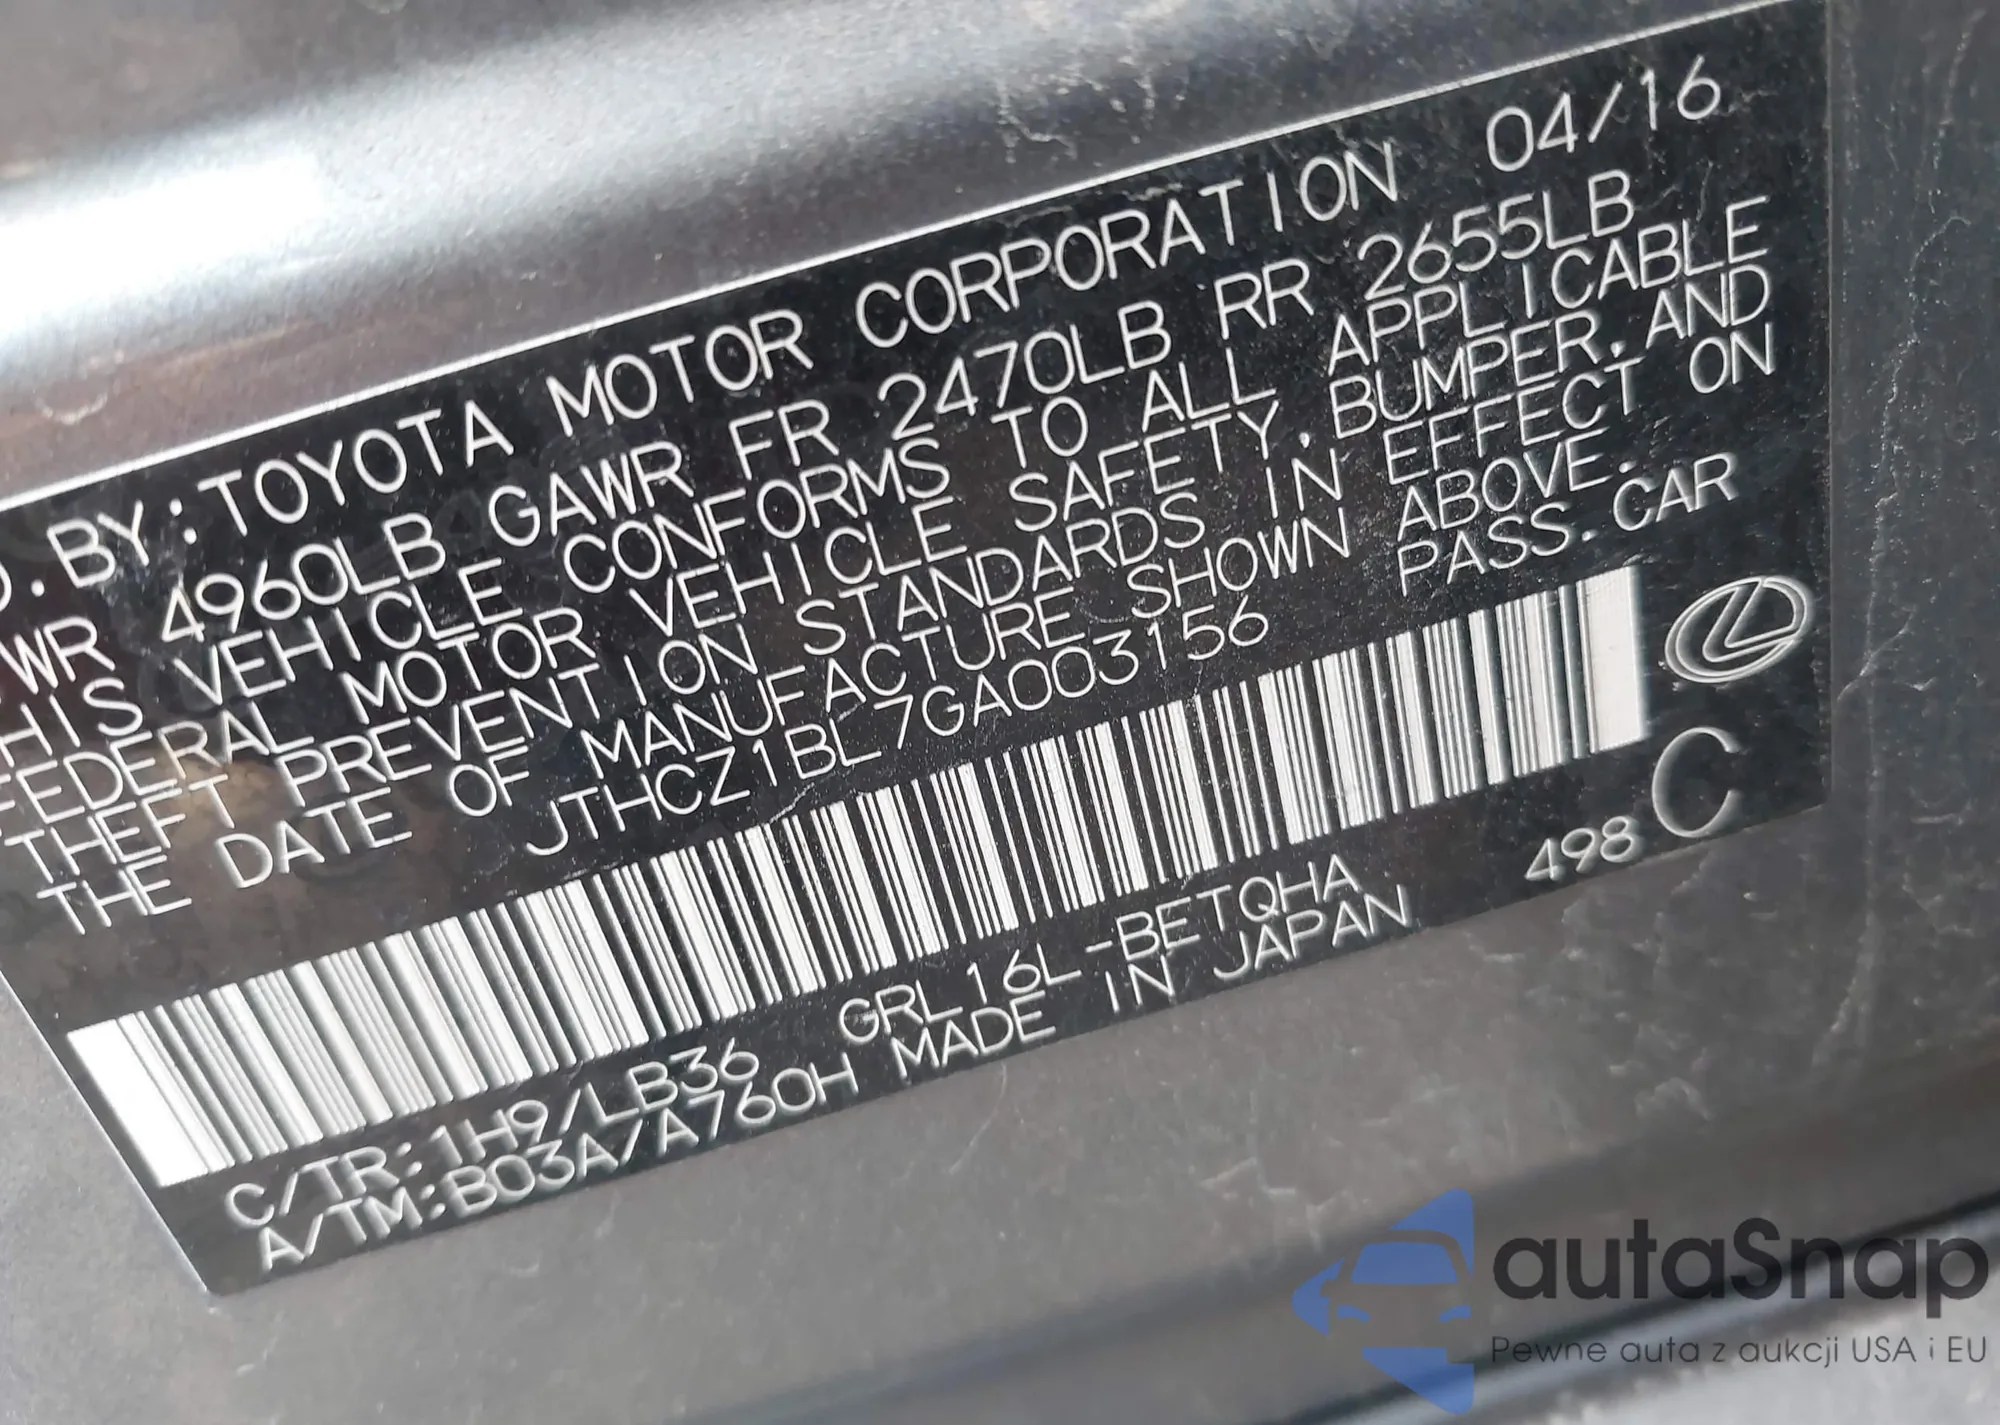 D. BY: TOYOTA MOTOR CORPORATION 04/16
WR 4960LB GAWR FR 2470LB RR 2655LB
HIS VEHICLE CONFORMS TO ALL APPLICABLE
FEDERAL MOTOR VEHICLE SAFETY, BUMPER, AND
THEFT PREVENTION STANDARDS IN EFFECT ON
THE DATE OF MANUFACTURE SHOWN ABOVE.
JTHCZ1BL7GA003156 PASS. CAR
C/TR: 1H9/LB36 GRL16L-BETQHA
A/TM: B03A/A760H MADE IN JAPAN
498 C
autaSnap
Pewne auta z aukcji USA i EU